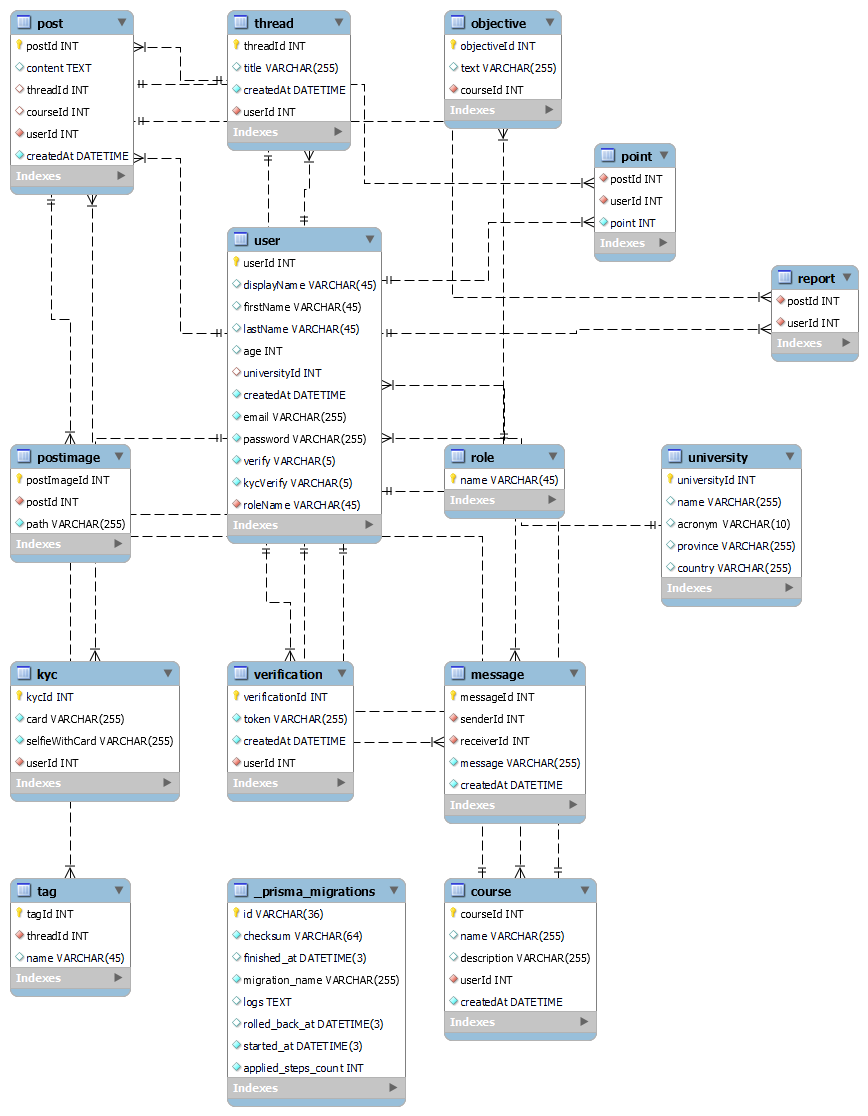 post
postId INT
content TEXT
threadId INT
courseId INT
userId INT
createdAt DATETIME
Indexes
thread
threadId INT
title VARCHAR(255)
createdAt DATETIME
userId INT
Indexes
objective
objectiveId INT
text VARCHAR(255)
courseId INT
Indexes
point
postId INT
userId INT
point INT
Indexes
user
userId INT
displayName VARCHAR(45)
firstName VARCHAR(45)
lastName VARCHAR(45)
age INT
universityId INT
createdAt DATETIME
email VARCHAR(255)
password VARCHAR(255)
verify VARCHAR(5)
kycVerify VARCHAR(5)
roleName VARCHAR(45)
Indexes
report
postId INT
userId INT
Indexes
postimage
postImageId INT
postId INT
path VARCHAR(255)
Indexes
role
name VARCHAR(45)
Indexes
university
universityId INT
name VARCHAR(255)
acronym VARCHAR(10)
province VARCHAR(255)
country VARCHAR(255)
Indexes
kyc
kycId INT
card VARCHAR(255)
selfieWithCard VARCHAR(255)
userId INT
Indexes
verification
verificationId INT
token VARCHAR(255)
createdAt DATETIME
userId INT
Indexes
message
messageId INT
senderId INT
receiverId INT
message VARCHAR(255)
createdAt DATETIME
Indexes
tag
tagId INT
threadId INT
name VARCHAR(45)
Indexes
_prisma_migrations
id VARCHAR(36)
checksum VARCHAR(64)
finished_at DATETIME(3)
migration_name VARCHAR(255)
logs TEXT
rolled_back_at DATETIME(3)
started_at DATETIME(3)
applied_steps_count INT
Indexes
course
courseId INT
name VARCHAR(255)
description VARCHAR(255)
userId INT
createdAt DATETIME
Indexes